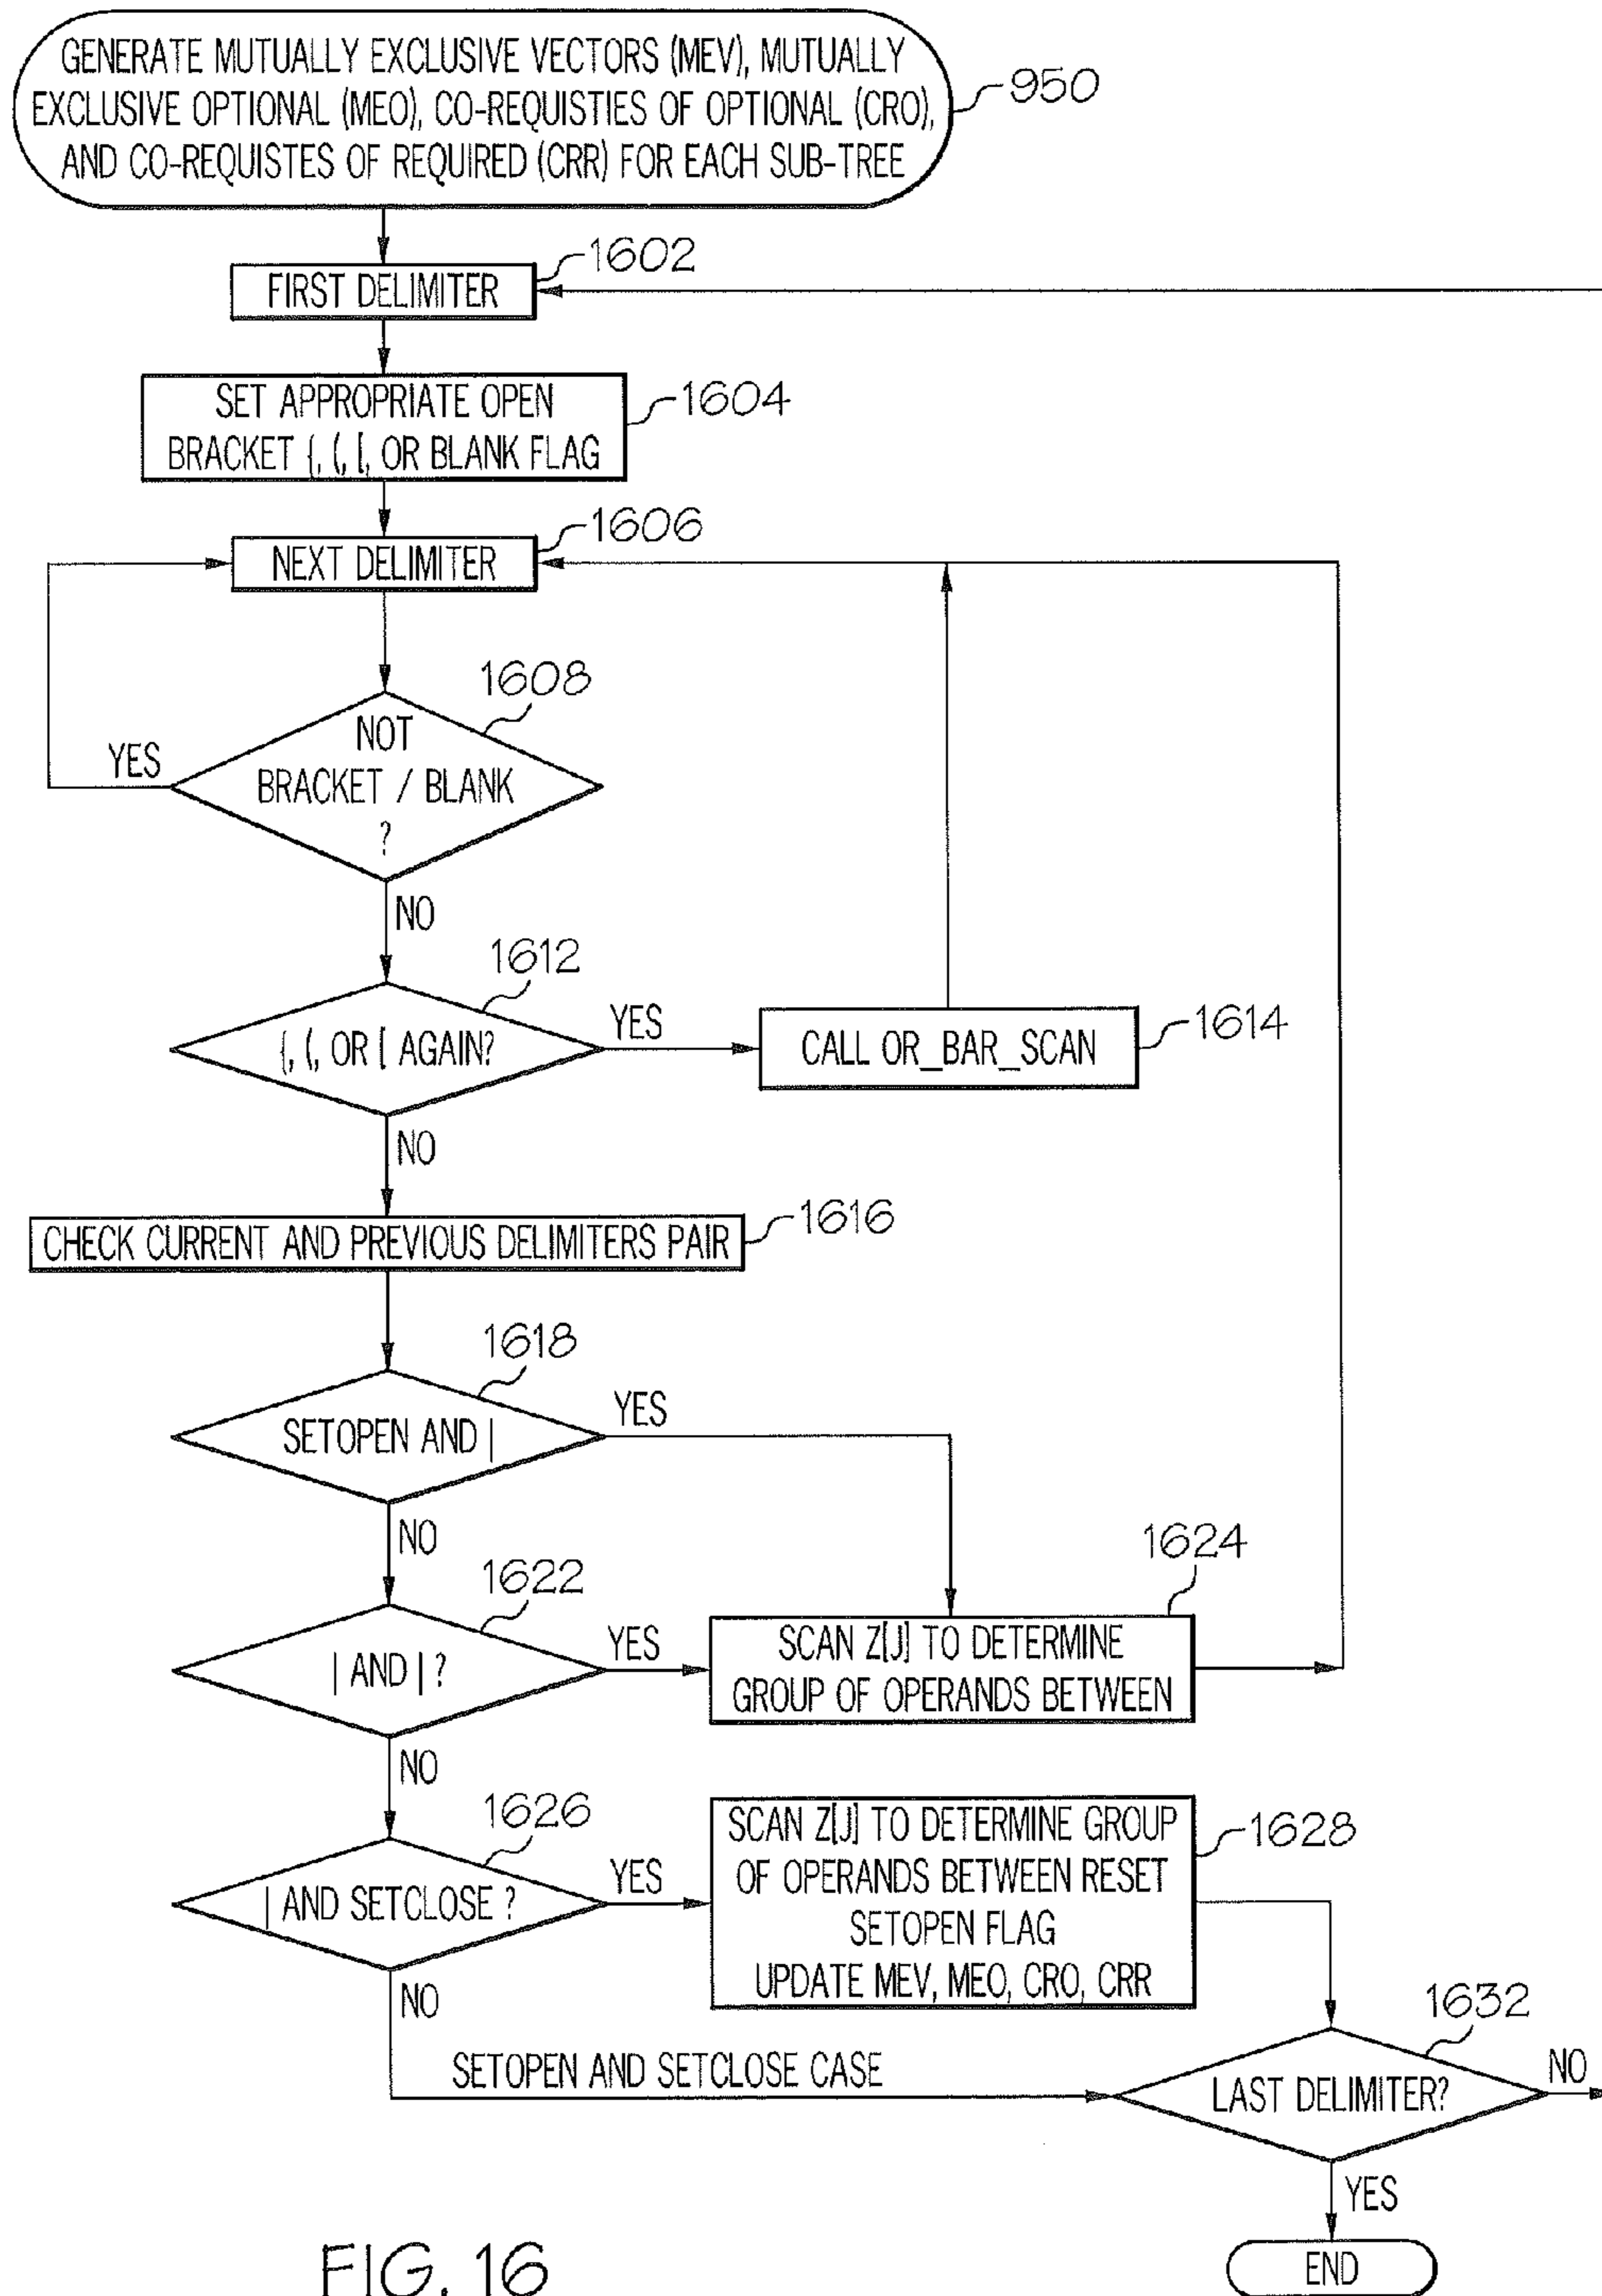 GENERATE MUTUALLY EXCLUSIVE VECTORS (MEV), MUTUALLY
EXCLUSIVE OPTIONAL (MEO), CO-REQUISTIES OF OPTIONAL (CRO),
AND CO-REQUISTES OF REQUIRED (CRR) FOR EACH SUB-TREE
950
FIRST DELIMITER
1602
SET APPROPRIATE OPEN
BRACKET {, (, [, OR BLANK FLAG
1604
NEXT DELIMITER
1606
NOT
BRACKET / BLANK
?
1608
YES
NO
{, (, OR [ AGAIN?
1612
YES
CALL OR_BAR_SCAN
1614
NO
CHECK CURRENT AND PREVIOUS DELIMITERS PAIR
1616
SETOPEN AND |
1618
YES
NO
| AND | ?
1622
YES
SCAN Z[J] TO DETERMINE
GROUP OF OPERANDS BETWEEN
1624
NO
| AND SETCLOSE ?
1626
YES
SCAN Z[J] TO DETERMINE GROUP
OF OPERANDS BETWEEN RESET
SETOPEN FLAG
UPDATE MEV, MEO, CRO, CRR
1628
NO
SETOPEN AND SETCLOSE CASE
LAST DELIMITER?
1632
NO
YES
END
FIG. 16